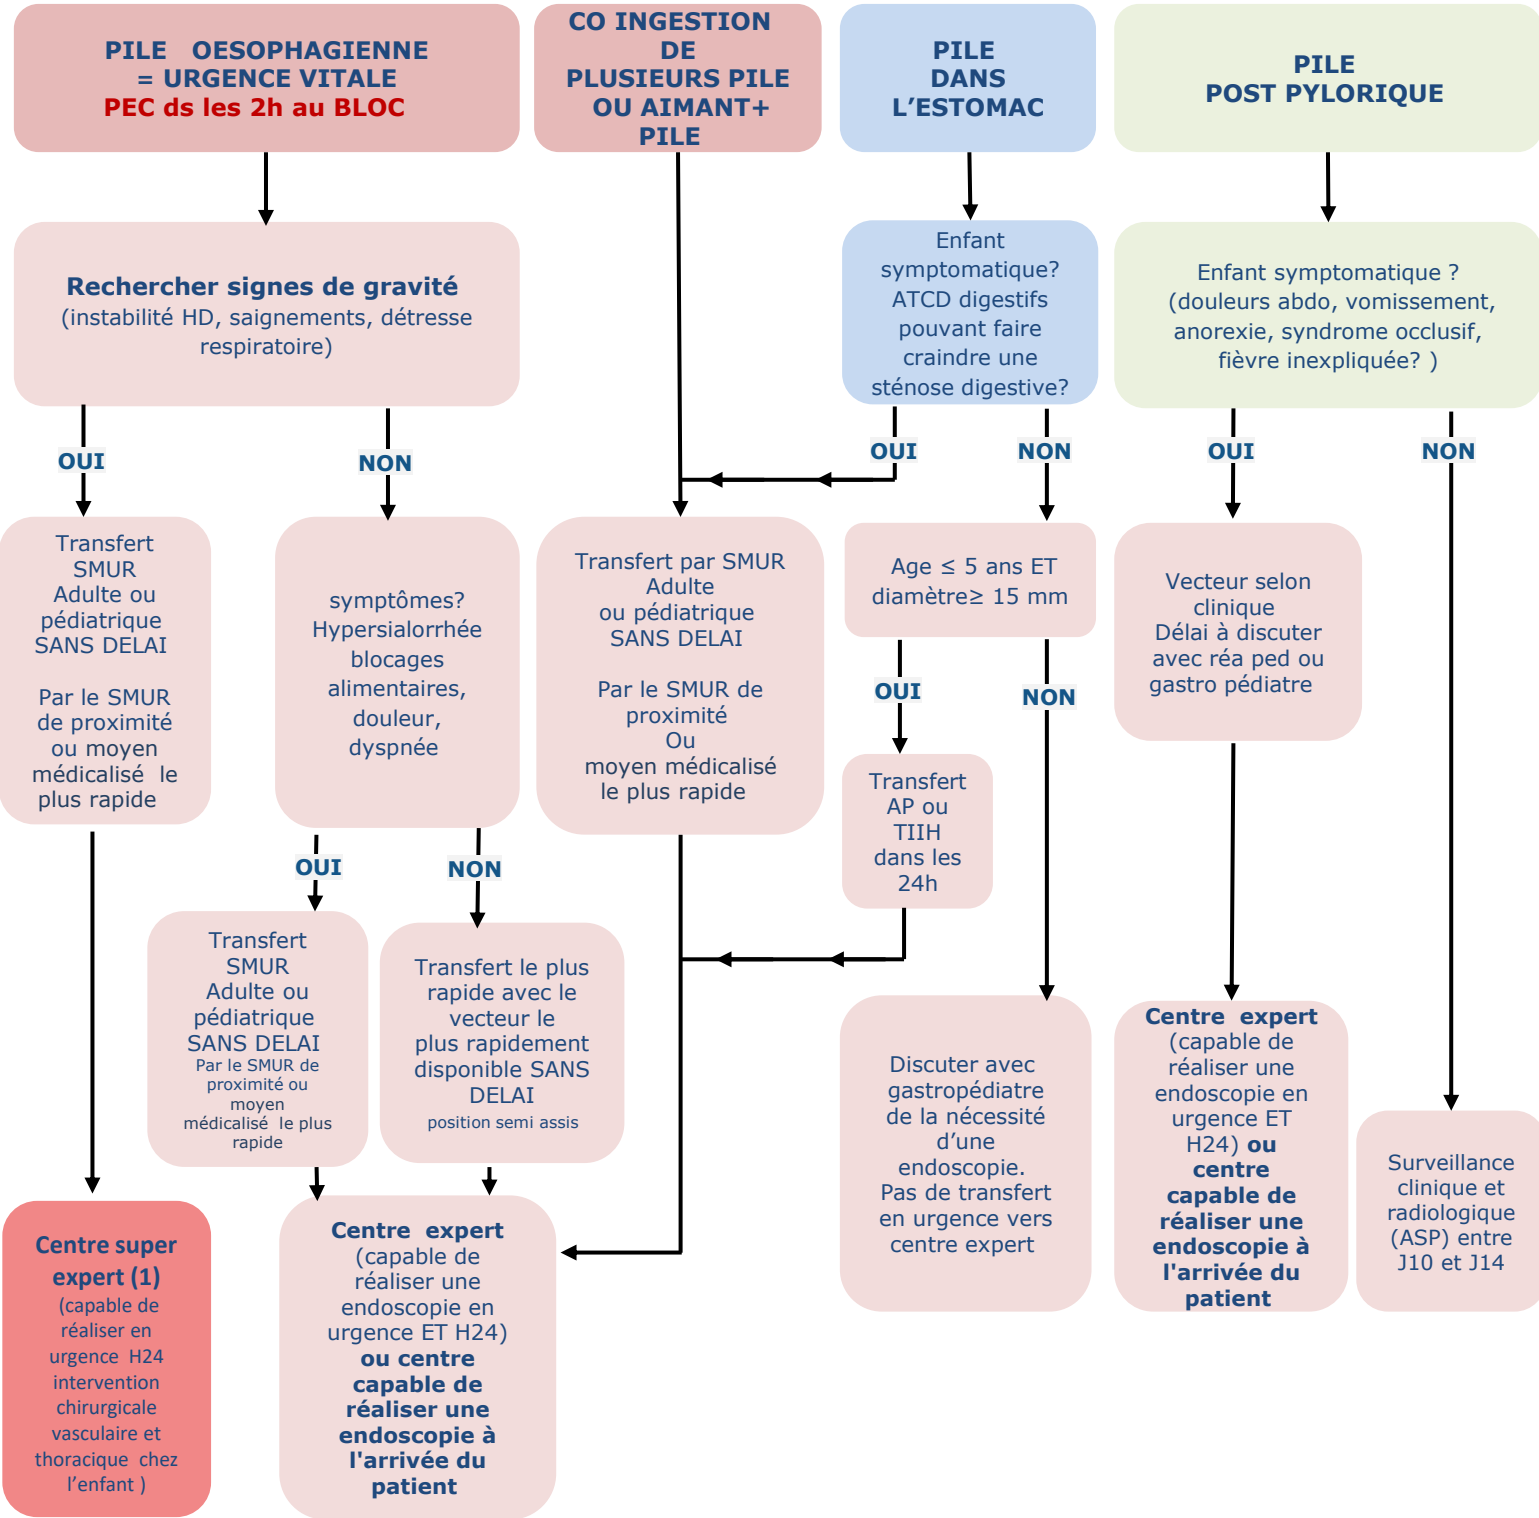 PILE OESOPHAGIENNE
= URGENCE VITALE
PEC ds les 2h au BLOC
CO INGESTION
DE
PLUSIEURS PILE
OU AIMANT+
PILE
PILE
DANS
L'ESTOMAC
PILE
POST PYLORIQUE
Rechercher signes de gravité
(instabilité HD, saignements, détresse
respiratoire)
Enfant
symptomatique?
ATCD digestifs
pouvant faire
craindre une
sténose digestive?
Enfant symptomatique ?
(douleurs abdo, vomissement,
anorexie, syndrome occlusif,
fièvre inexpliquée? )
OUI
NON
OUI
NON
OUI
NON
Transfert
SMUR
Adulte ou
pédiatrique
SANS DELAI
Par le SMUR
de proximité
ou moyen
médicalisé le
plus rapide
symptômes?
Hypersialorrhée
blocages
alimentaires,
douleur,
dyspnée
Transfert par SMUR
Adulte
ou pédiatrique
SANS DELAI
Par le SMUR de
proximité
Ou
moyen médicalisé
le plus rapide
Age ≤ 5 ans ET
diamètre≥ 15 mm
Vecteur selon
clinique
Délai à discuter
avec réa ped ou
gastro pédiatre
OUI
NON
Transfert
AP ou
TIIH
dans les
24h
OUI
NON
Transfert
SMUR
Adulte ou
pédiatrique
SANS DELAI
Par le SMUR de
proximité ou
moyen
médicalisé le plus
rapide
Transfert le plus
rapide avec le
vecteur le
plus rapidement
disponible SANS
DELAI
position semi assis
Discuter avec
gastropédiatre
de la nécessité
d'une
endoscopie.
Pas de transfert
en urgence vers
centre expert
Centre expert
(capable de
réaliser une
endoscopie en
urgence ET
H24) ou
centre
capable de
réaliser une
endoscopie à
l'arrivée du
patient
Surveillance
clinique et
radiologique
(ASP) entre
J10 et J14
Centre super
expert (1)
(capable de
réaliser en
urgence H24
intervention
chirurgicale
vasculaire et
thoracique chez
l'enfant )
Centre expert
(capable de
réaliser une
endoscopie en
urgence ET H24)
ou centre
capable de
réaliser une
endoscopie à
l'arrivée du
patient